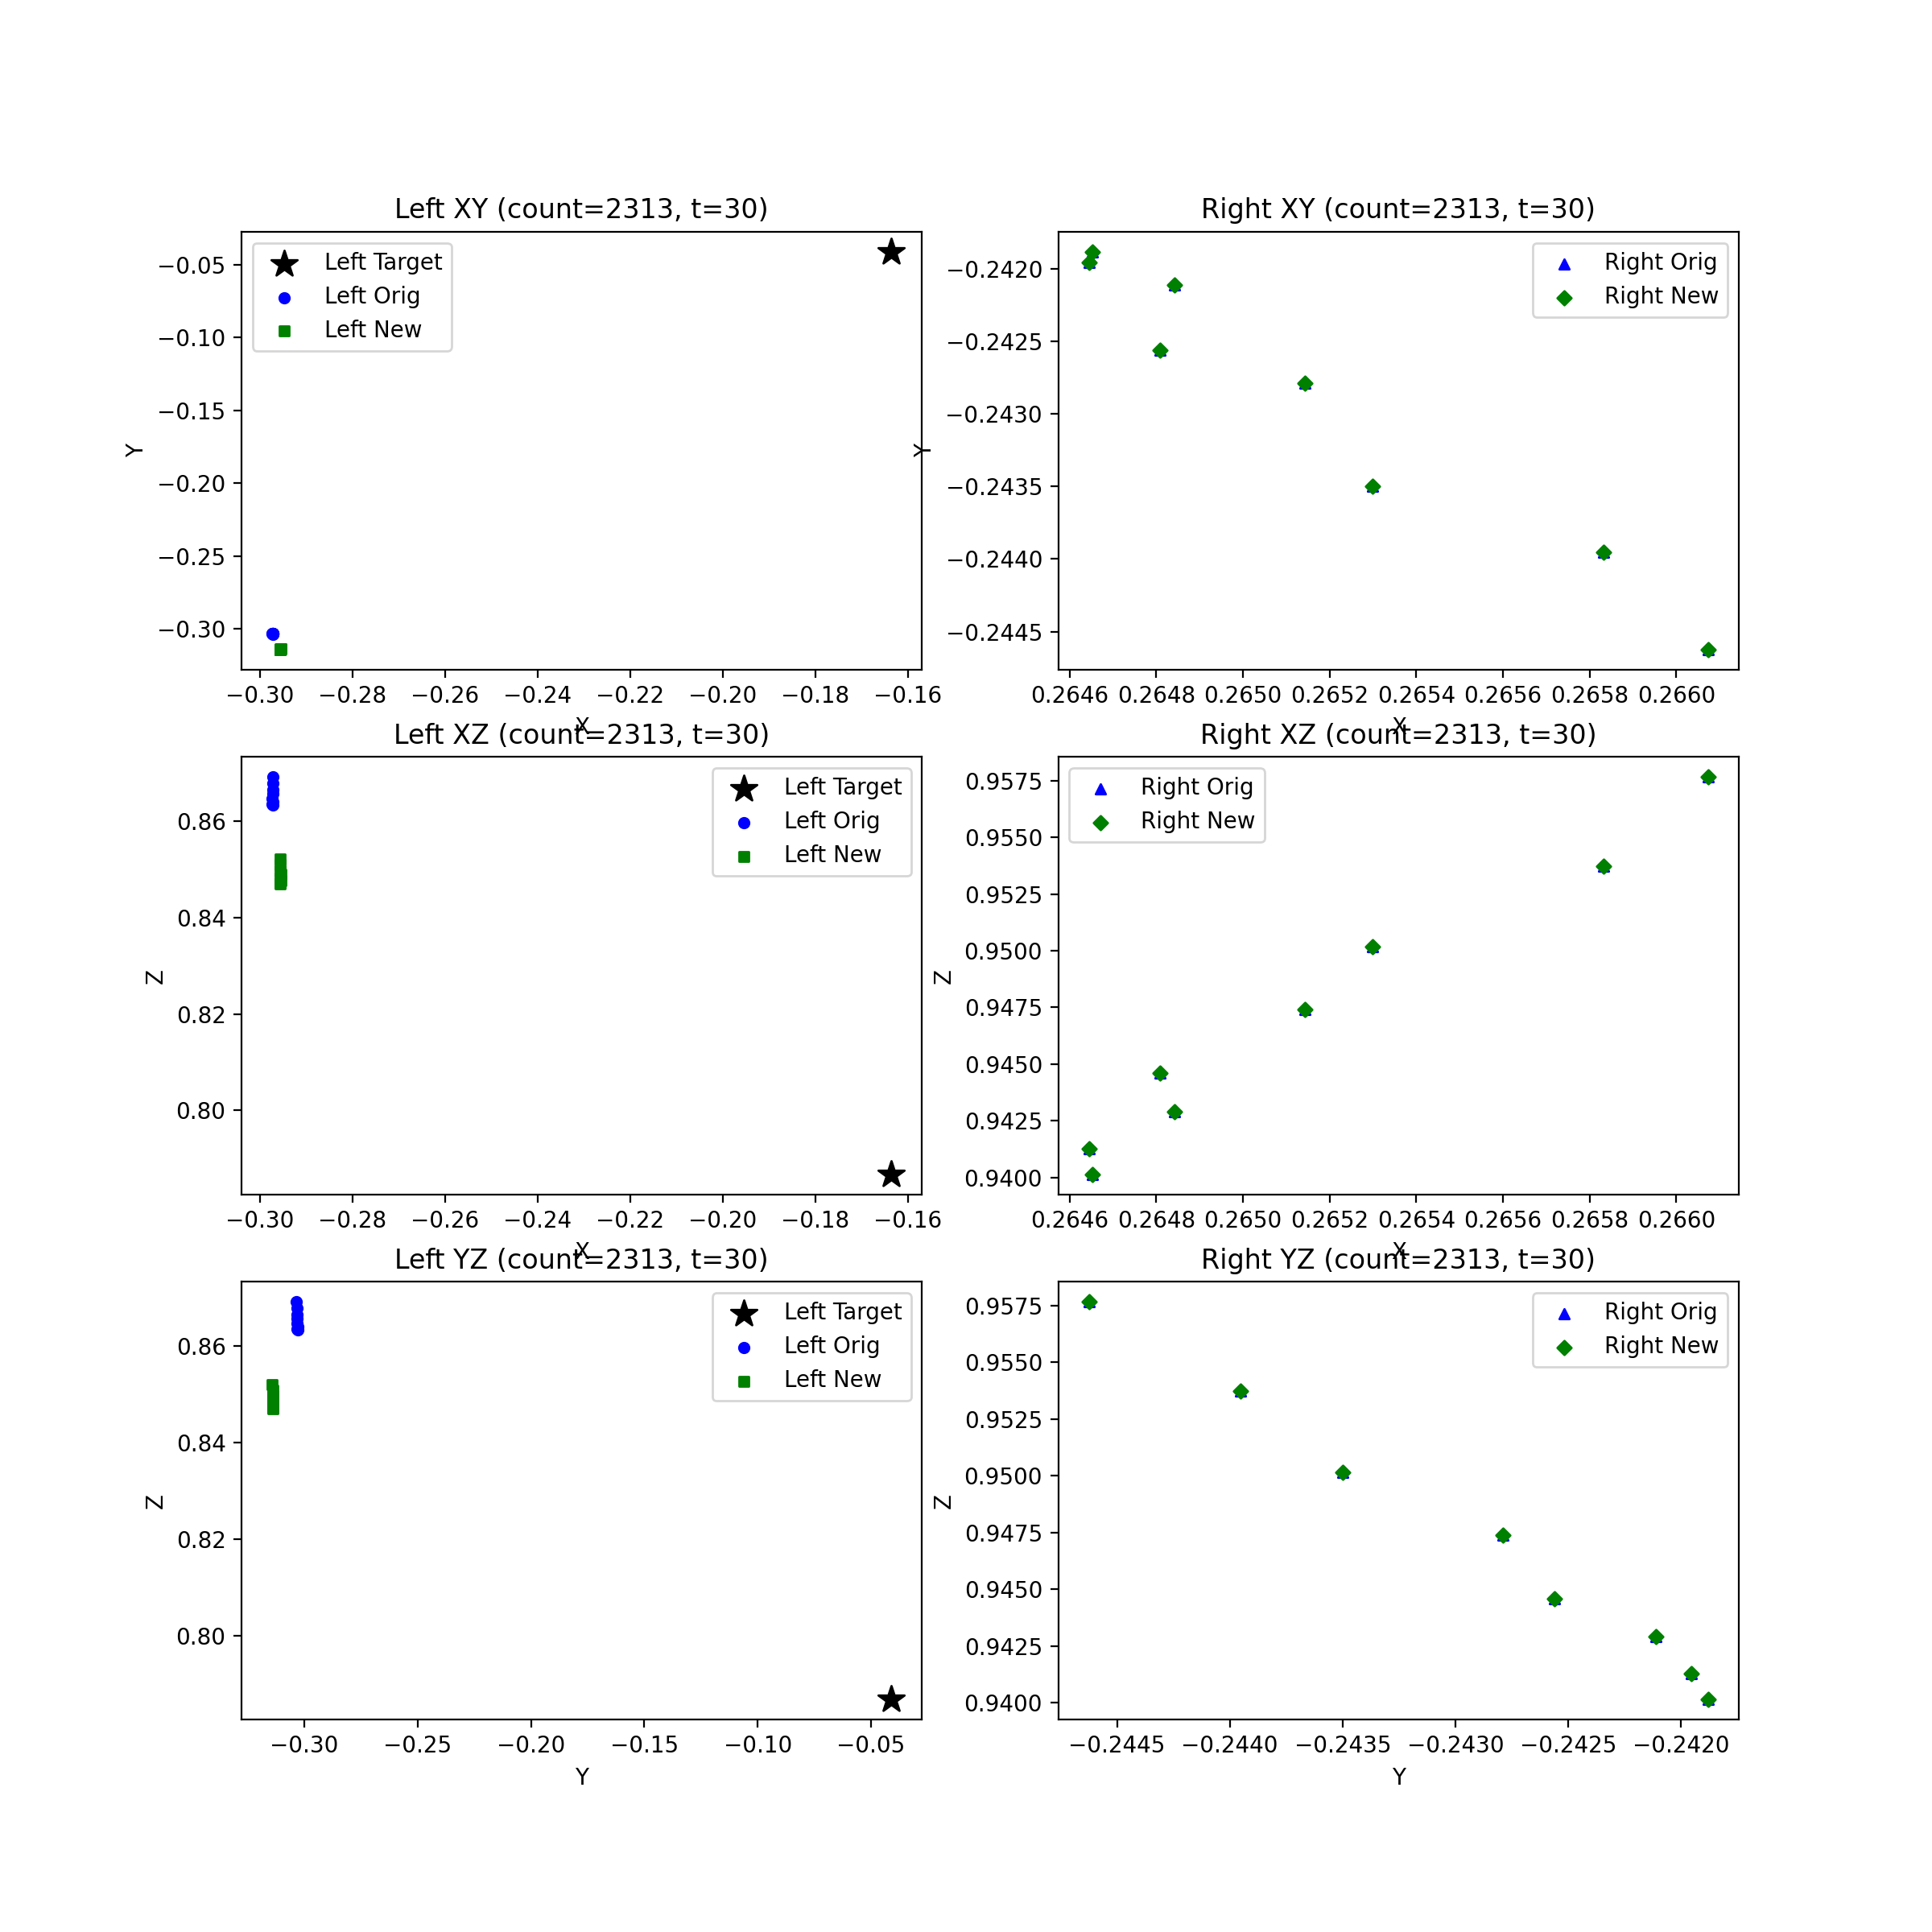 Left XY (count=2313, t=30)
Left Target
Left Orig
Left New
−0.05
−0.10
−0.15
−0.20
−0.25
−0.30
Y
−0.30 −0.28 −0.26 −0.24 −0.22 −0.20 −0.18 −0.16
X
Right XY (count=2313, t=30)
Right Orig
Right New
−0.2420
−0.2425
−0.2430
−0.2435
−0.2440
−0.2445
Y
0.2646 0.2648 0.2650 0.2652 0.2654 0.2656 0.2658 0.2660
X
Left XZ (count=2313, t=30)
Left Target
Left Orig
Left New
0.86
0.84
0.82
0.80
Z
−0.30 −0.28 −0.26 −0.24 −0.22 −0.20 −0.18 −0.16
X
Right XZ (count=2313, t=30)
Right Orig
Right New
0.9575
0.9550
0.9525
0.9500
0.9475
0.9450
0.9425
0.9400
Z
0.2646 0.2648 0.2650 0.2652 0.2654 0.2656 0.2658 0.2660
X
Left YZ (count=2313, t=30)
Left Target
Left Orig
Left New
0.86
0.84
0.82
0.80
Z
−0.30 −0.25 −0.20 −0.15 −0.10 −0.05
Y
Right YZ (count=2313, t=30)
Right Orig
Right New
0.9575
0.9550
0.9525
0.9500
0.9475
0.9450
0.9425
0.9400
Z
−0.2445 −0.2440 −0.2435 −0.2430 −0.2425 −0.2420
Y